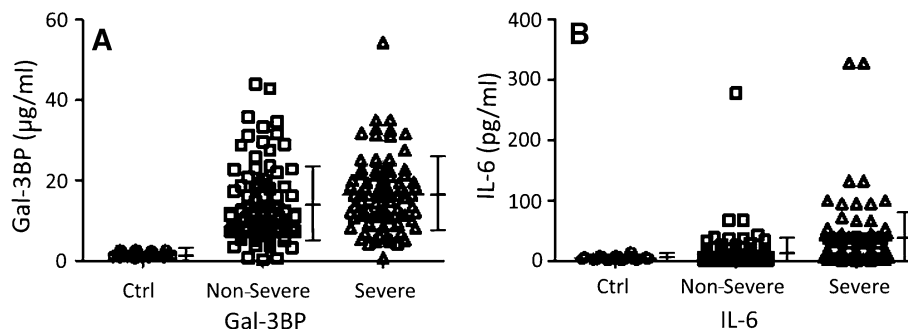 A
Gal-3BP (µg/ml)
60
40
20
0
Ctrl Non-Severe Severe
Gal-3BP
B
IL-6 (pg/ml)
400
300
200
100
0
Ctrl Non-Severe Severe
IL-6